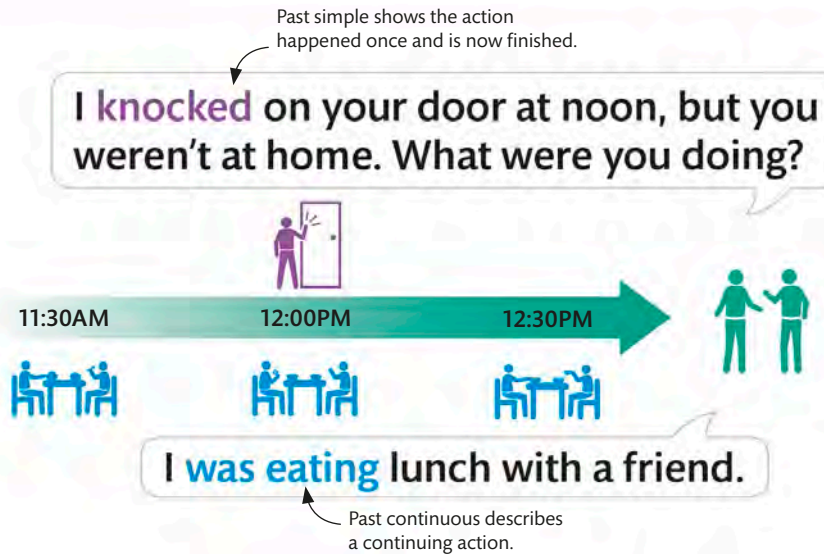 Past simple shows the action
happened once and is now finished.
I knocked on your door at noon, but you
weren't at home. What were you doing?
11:30AM
12:00PM
12:30PM
I was eating lunch with a friend.
Past continuous describes
a continuing action.